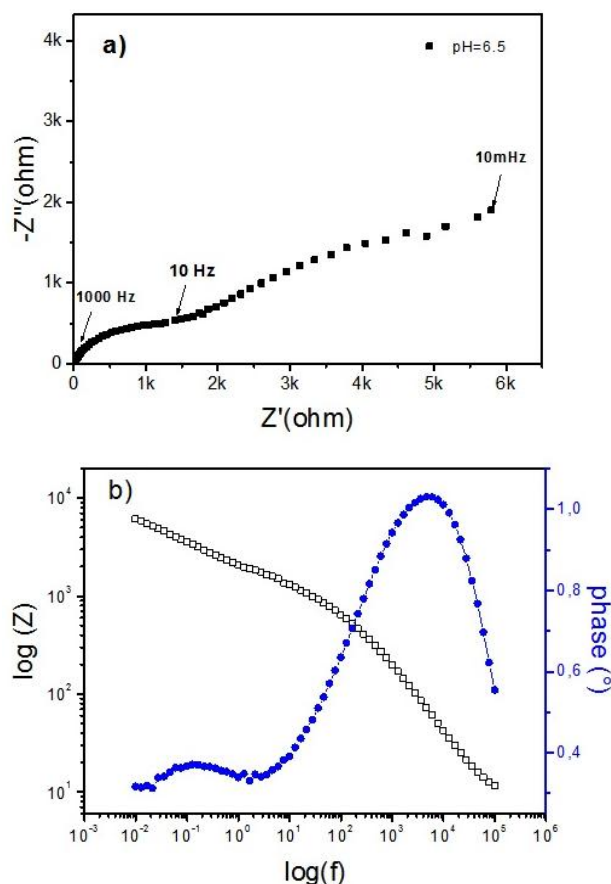 a)
pH=6.5
4k
3k
2k
1k
0
-Z"(ohm)
10mHz
10 Hz
1000 Hz
0 1k 2k 3k 4k 5k 6k
Z'(ohm)
b)
10⁴
10³
10²
10¹
log (Z)
1,0
0,8
0,6
0,4
phase (°)
10⁻³ 10⁻² 10⁻¹ 10⁰ 10¹ 10² 10³ 10⁴ 10⁵ 10⁶
log(f)